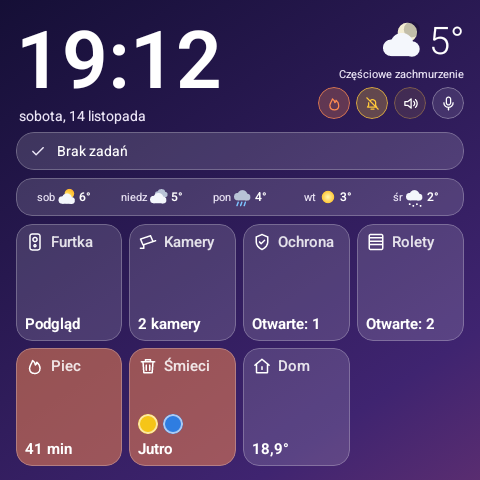 19:12
5°
Częściowe zachmurzenie
sobota, 14 listopada
Brak zadań
sob 6° niedz 5° pon 4° wt 3° śr 2°
Furtka Kamery Ochrona Rolety
Podgląd 2 kamery Otwarte: 1 Otwarte: 2
Piec Śmieci Dom
41 min Jutro 18,9°